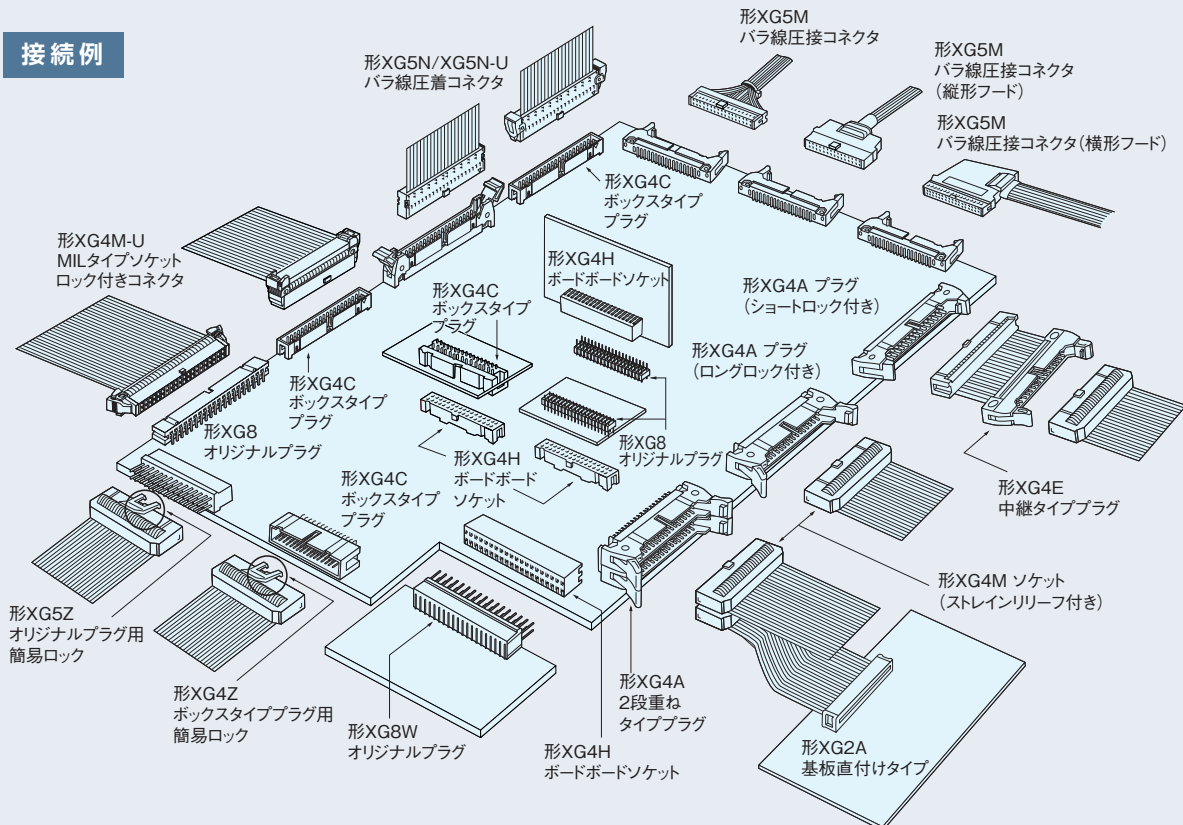 接続例
形XG5N/XG5N-U
バラ線圧着コネクタ
形XG5M
バラ線圧接コネクタ
形XG5M
バラ線圧接コネクタ
(縦形フード)
形XG5M
バラ線圧接コネクタ(横形フード)
形XG4C
ボックスタイプ
プラグ
形XG4M-U
MILタイプソケット
ロック付きコネクタ
形XG4H
ボードボードソケット
形XG4C
ボックスタイプ
プラグ
形XG4A プラグ
(ショートロック付き)
形XG4A プラグ
(ロングロック付き)
形XG4C
ボックスタイプ
プラグ
形XG8
オリジナルプラグ
形XG4H
ボードボード
ソケット
形XG8
オリジナルプラグ
形XG4C
ボックスタイプ
プラグ
形XG4E
中継タイププラグ
形XG4M ソケット
(ストレインリリーフ付き)
形XG5Z
オリジナルプラグ用
簡易ロック
形XG4Z
ボックスタイププラグ用
簡易ロック
形XG8W
オリジナルプラグ
形XG4A
2段重ね
タイププラグ
形XG4H
ボードボードソケット
形XG2A
基板直付けタイプ